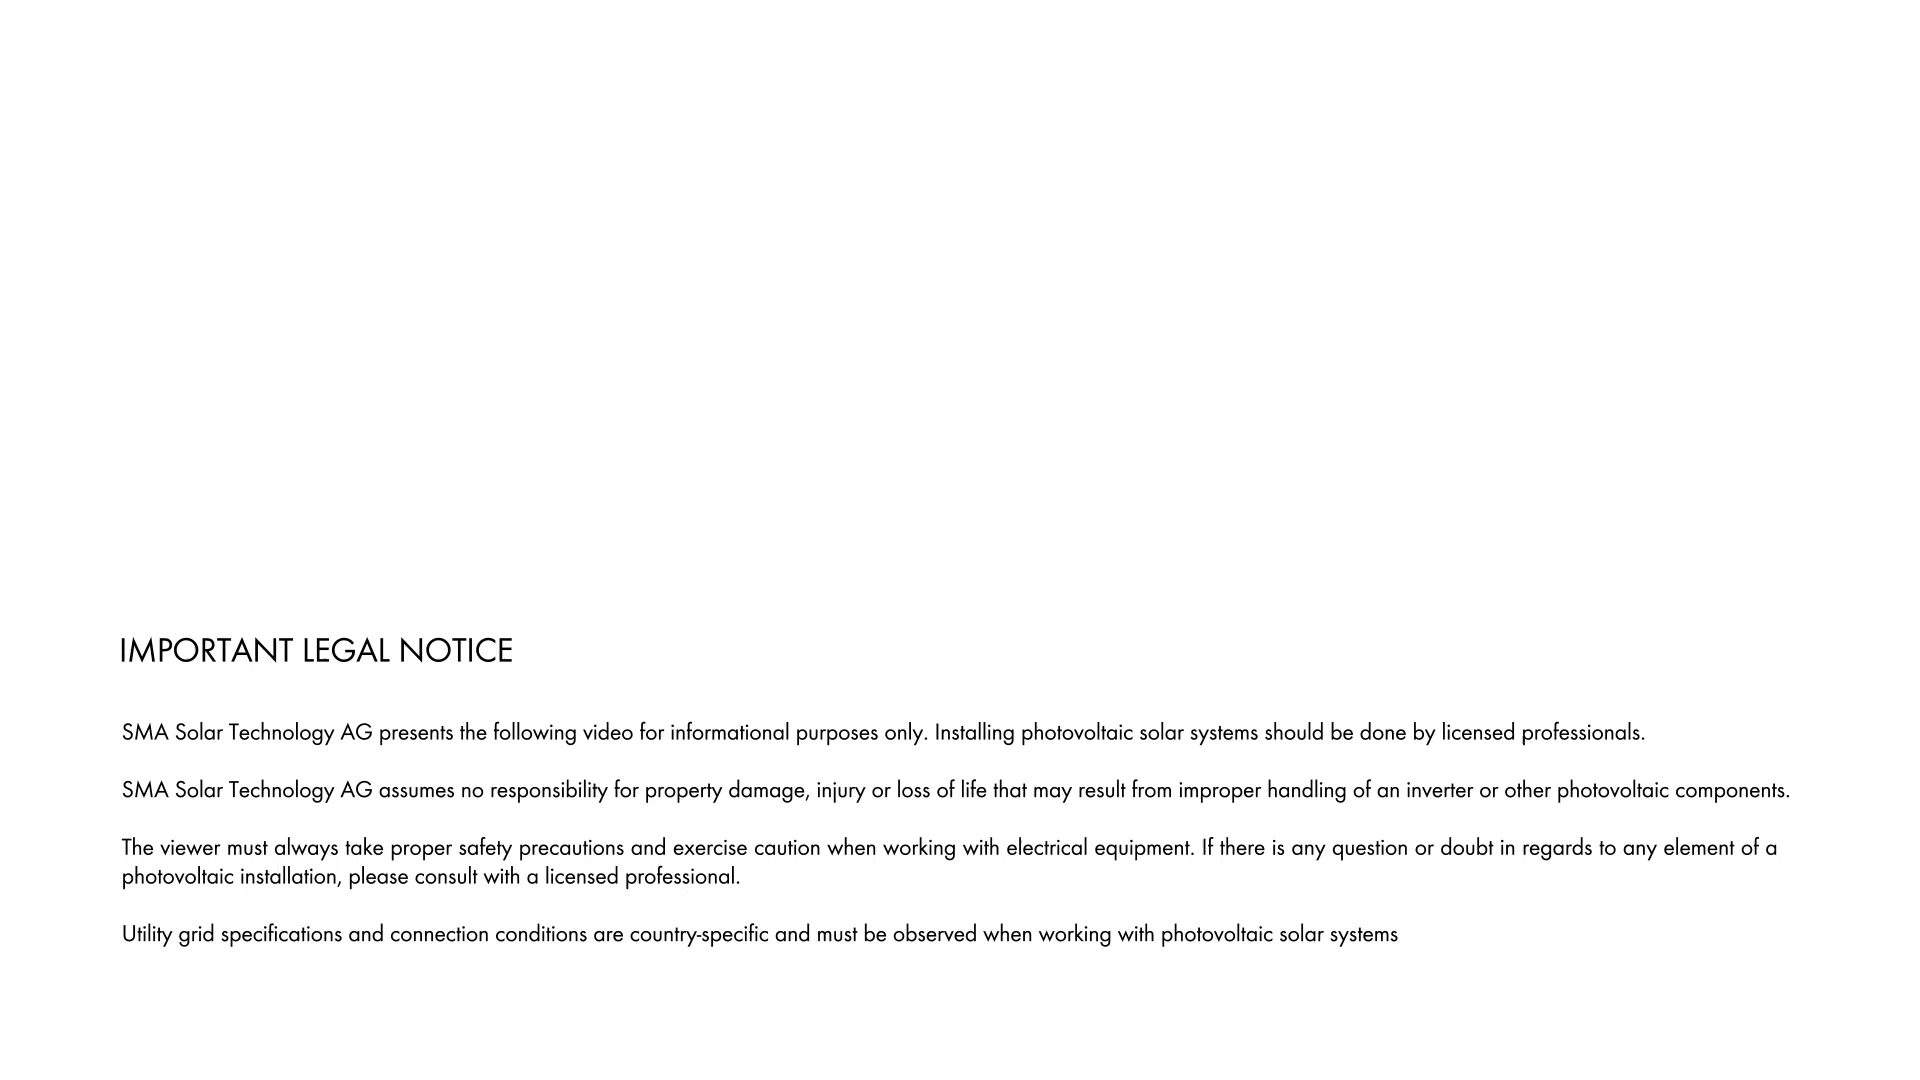 IMPORTANT LEGAL NOTICE
SMA Solar Technology AG presents the following video for informational purposes only. Installing photovoltaic solar systems should be done by licensed professionals.
SMA Solar Technology AG assumes no responsibility for property damage, injury or loss of life that may result from improper handling of an inverter or other photovoltaic components.
The viewer must always take proper safety precautions and exercise caution when working with electrical equipment. If there is any question or doubt in regards to any element of a
photovoltaic installation, please consult with a licensed professional.
Utility grid specifications and connection conditions are country-specific and must be observed when working with photovoltaic solar systems